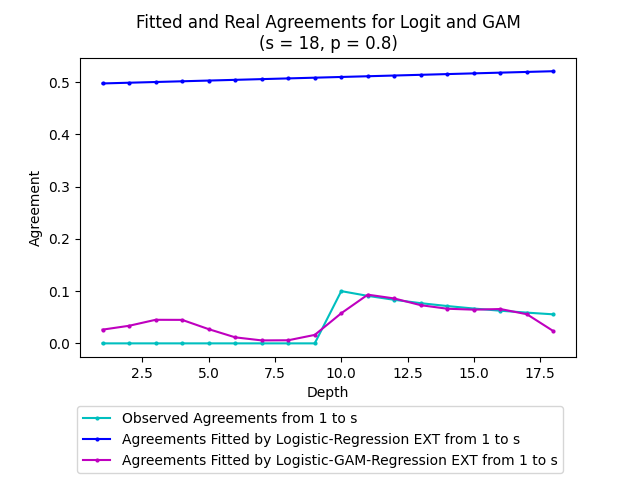 Fitted and Real Agreements for Logit and GAM
(s = 18, p = 0.8)
Agreement
0.5
0.4
0.3
0.2
0.1
0.0
2.5 5.0 7.5 10.0 12.5 15.0 17.5
Depth
Observed Agreements from 1 to s
Agreements Fitted by Logistic-Regression EXT from 1 to s
Agreements Fitted by Logistic-GAM-Regression EXT from 1 to s